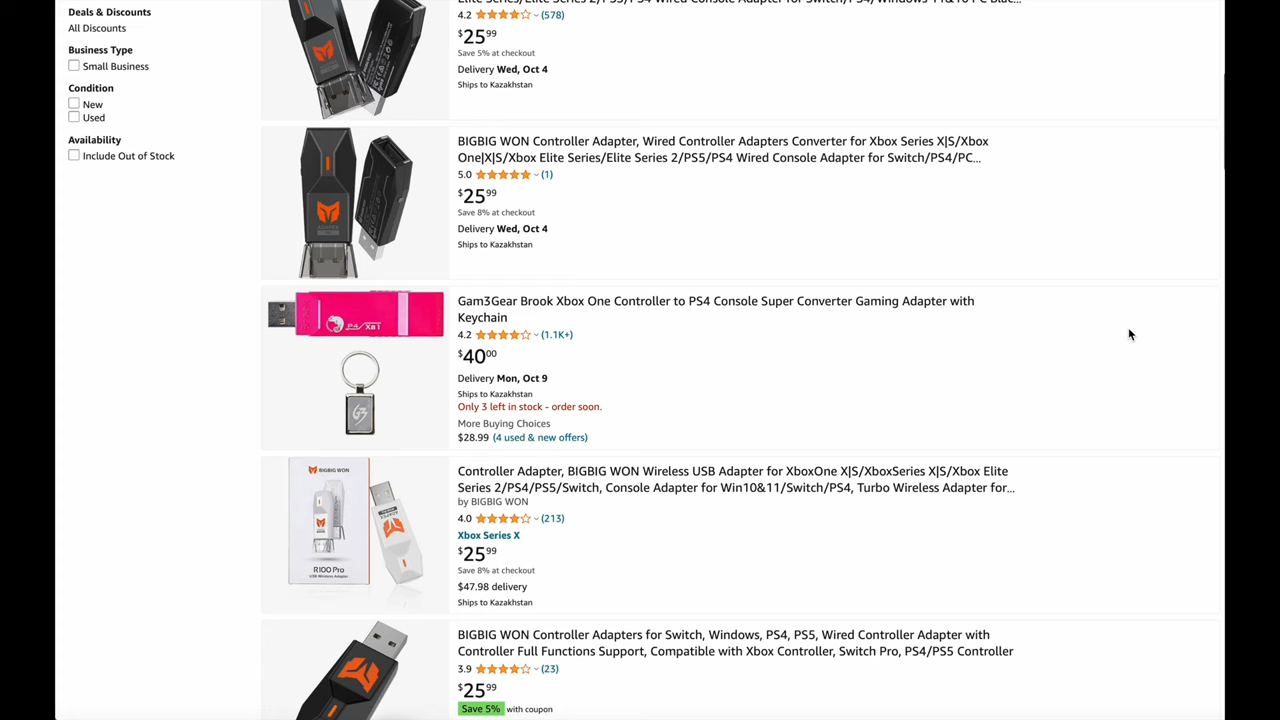 Deals & Discounts
All Discounts
Business Type
Small Business
Condition
New
Used
Availability
Include Out of Stock
Elite Series/Elite Series 2/PS5/PS4 Wired Console Adapter for Switch/PS4/Windows 11&10 PC Blac...
4.2 (578)
$25.99
Save 5% at checkout
Delivery Wed, Oct 4
Ships to Kazakhstan
BIGBIG WON Controller Adapter, Wired Controller Adapters Converter for Xbox Series X|S/Xbox
One|X|S/Xbox Elite Series/Elite Series 2/PS5/PS4 Wired Console Adapter for Switch/PS4/PC...
5.0 (1)
$25.99
Save 8% at checkout
Delivery Wed, Oct 4
Ships to Kazakhstan
P4/XB1
Gam3Gear Brook Xbox One Controller to PS4 Console Super Converter Gaming Adapter with
Keychain
4.2 (1.1K+)
$40.00
Delivery Mon, Oct 9
Ships to Kazakhstan
Only 3 left in stock - order soon.
More Buying Choices
$28.99 (4 used & new offers)
G3
BIGBIG WON
R100 Pro
USB Wireless Adapter
Controller Adapter, BIGBIG WON Wireless USB Adapter for XboxOne X|S/XboxSeries X|S/Xbox Elite
Series 2/PS4/PS5/Switch, Console Adapter for Win10&11/Switch/PS4, Turbo Wireless Adapter for...
by BIGBIG WON
4.0 (213)
Xbox Series X
$25.99
Save 8% at checkout
$47.98 delivery
Ships to Kazakhstan
BIGBIG WON Controller Adapters for Switch, Windows, PS4, PS5, Wired Controller Adapter with
Controller Full Functions Support, Compatible with Xbox Controller, Switch Pro, PS4/PS5 Controller
3.9 (23)
$25.99
Save 5% with coupon